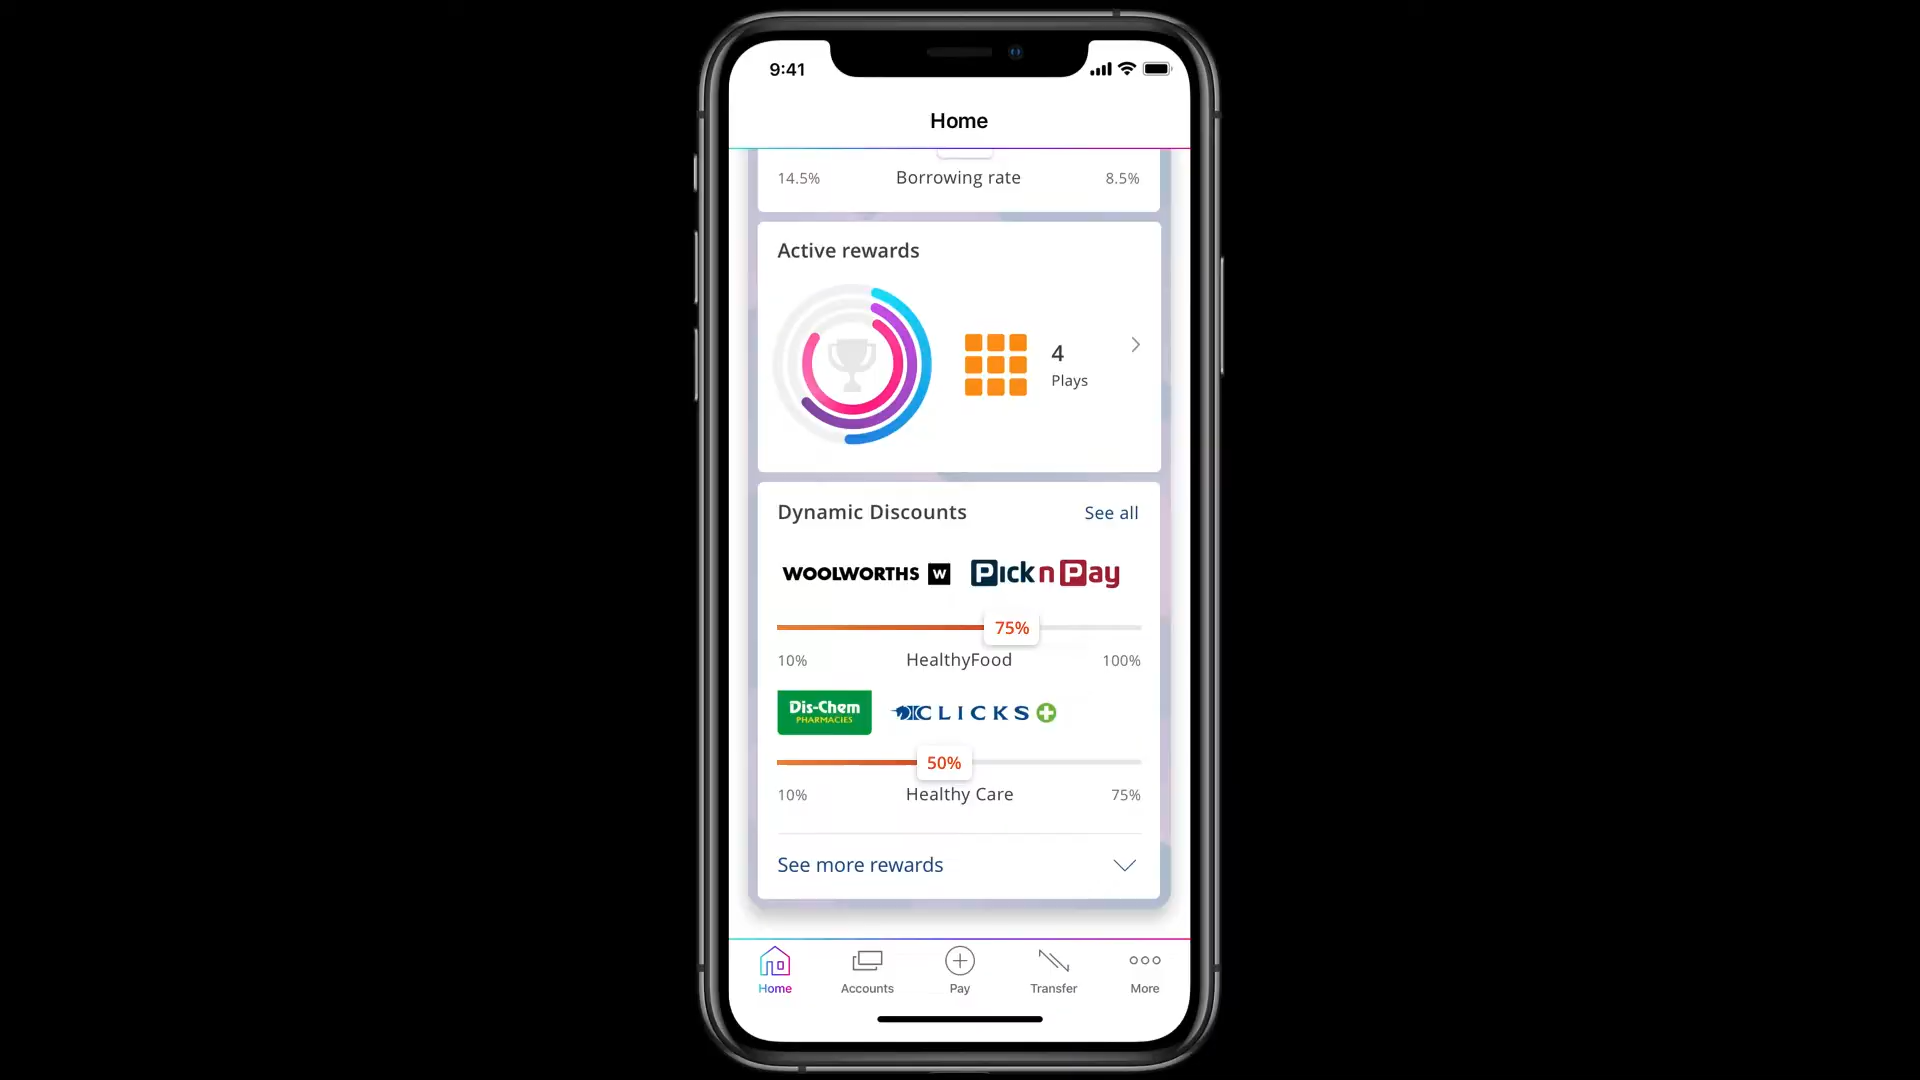 9:41
Home
14.5% Borrowing rate 8.5%
Active rewards
4
Plays
Dynamic Discounts See all
WOOLWORTHS W Pick n Pay
75%
10% HealthyFood 100%
Dis-Chem
PHARMACIES
CLICKS
50%
10% Healthy Care 75%
See more rewards
Home Accounts Pay Transfer More